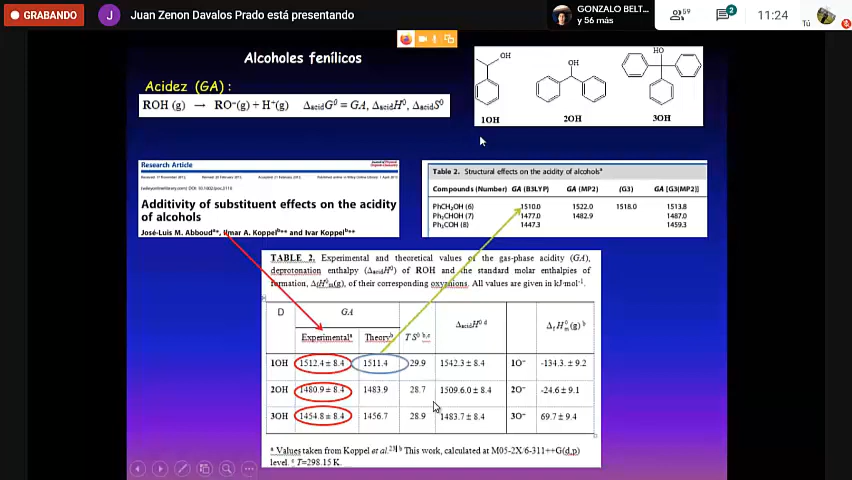 GRABANDO
J Juan Zenon Davalos Prado está presentando
GONZALO BELT...
y 56 más
59
2
11:24
Tú
Alcoholes fenílicos
Acidez (GA) :
ROH (g) → RO⁻(g) + H⁺(g) ΔacidG⁰ = GA, ΔacidH⁰, ΔacidS⁰
OH
OH
HO
1OH 2OH 3OH
Research Article
Additivity of substituent effects on the acidity
of alcohols
José-Luis M. Abboud*, Ilmar A. Koppel** and Ivar Koppel**
Table 2. Structural effects on the acidity of alcohols
Compounds (Number) GA (B3LYP) GA (MP2) (G3) GA [G3(MP2)]
PhCH₂OH (6) 1510.0 1522.0 1518.0 1513.8
Ph₂CHOH (7) 1477.0 1482.9 1487.0
Ph₃COH (8) 1447.3 1459.3
TABLE 2. Experimental and theoretical values of the gas-phase acidity (GA),
deprotonation enthalpy (ΔacidH⁰) of ROH and the standard molar enthalpies
of formation, ΔfH⁰m(g), of their corresponding oxyanions. All values are given in kJ·mol⁻¹.
D GA ΔacidH⁰ ᵈ ΔfH⁰m(g) ᵇ
Experimentalᵃ Theoryᵇ T S⁰ ᵇ,ᶜ
1OH 1512.4 ± 8.4 1511.4 29.9 1542.3 ± 8.4 1O⁻ -134.3. ± 9.2
2OH 1480.9 ± 8.4 1483.9 28.7 1509.6.0 ± 8.4 2O⁻ -24.6 ± 9.1
3OH 1454.8 ± 8.4 1456.7 28.9 1483.7 ± 8.4 3O⁻ 69.7 ± 9.4
ᵃ Values taken from Koppel et al. ᵇ This work, calculated at M05-2X/6-311++G(d,p)
level. ᶜ T=298.15 K.